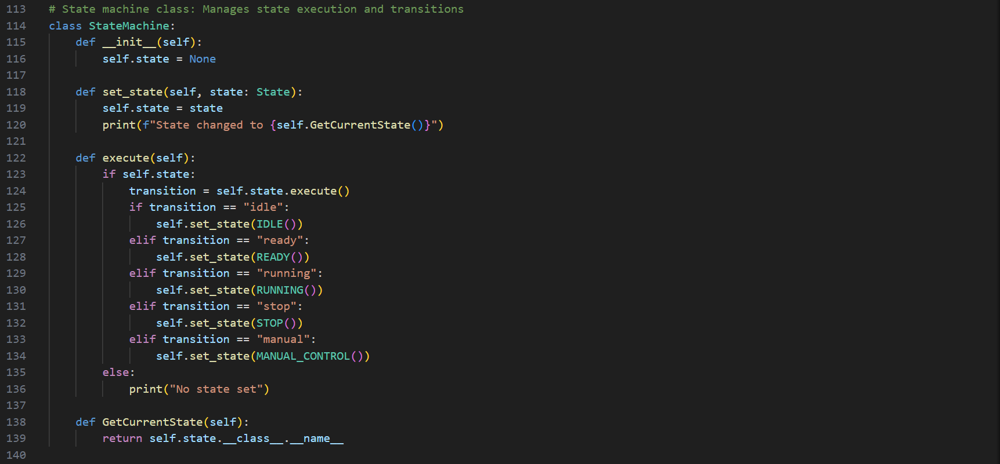 113 # State machine class: Manages state execution and transitions
114 class StateMachine:
115     def __init__(self):
116         self.state = None
117
118     def set_state(self, state: State):
119         self.state = state
120         print(f"State changed to {self.GetCurrentState()}")
121
122     def execute(self):
123         if self.state:
124             transition = self.state.execute()
125             if transition == "idle":
126                 self.set_state(IDLE())
127             elif transition == "ready":
128                 self.set_state(READY())
129             elif transition == "running":
130                 self.set_state(RUNNING())
131             elif transition == "stop":
132                 self.set_state(STOP())
133             elif transition == "manual":
134                 self.set_state(MANUAL_CONTROL())
135         else:
136             print("No state set")
137
138     def GetCurrentState(self):
139         return self.state.__class__.__name__
140